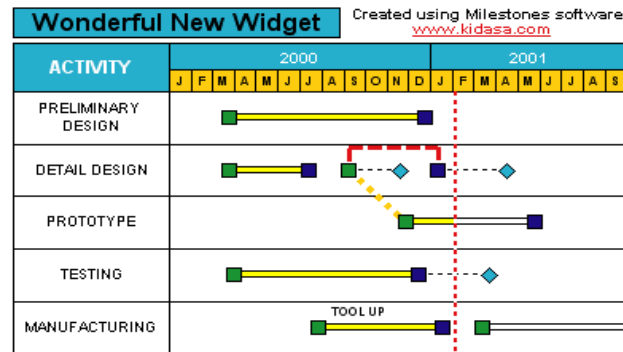 Wonderful New Widget
Created using Milestones software
www.kidasa.com
ACTIVITY
2000 2001
J F M A M J J A S O N D J F M A M J J A S
PRELIMINARY
DESIGN
DETAIL DESIGN
PROTOTYPE
TESTING
TOOL UP
MANUFACTURING